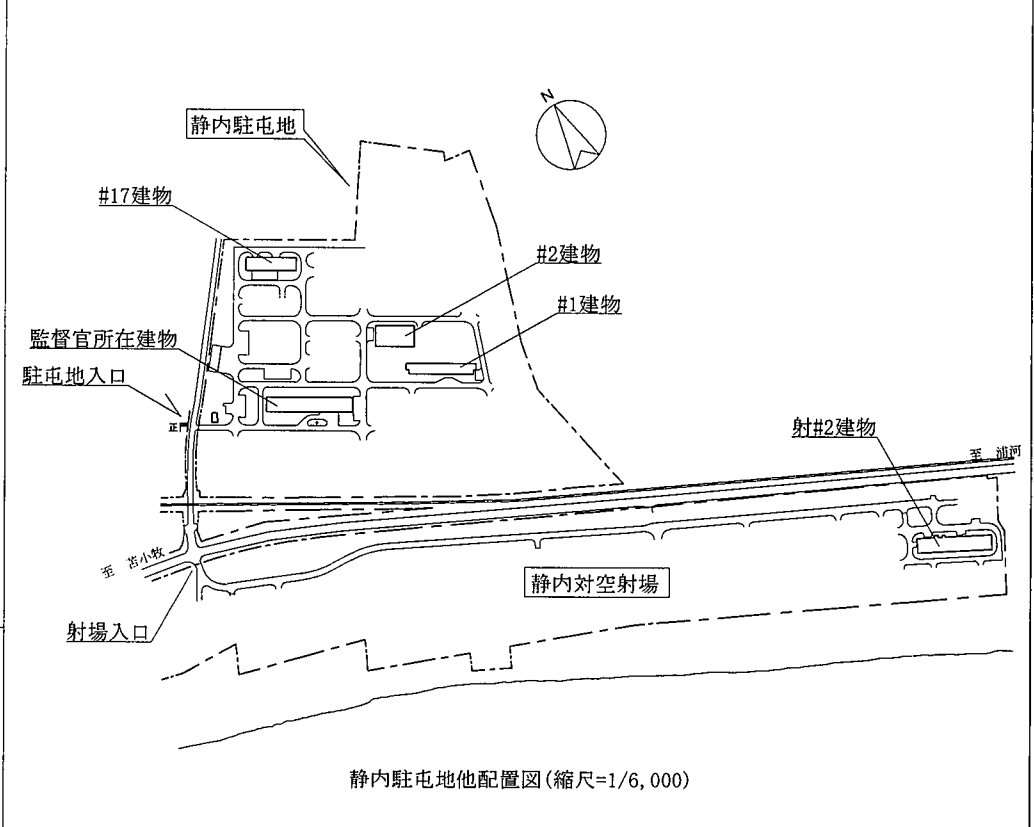 N
静内駐屯地
#17建物
#2建物
#1建物
監督官所在建物
駐屯地入口
正門
射#2建物
至 浦河
至 苫小牧
静内対空射場
射場入口
静内駐屯地他配置図(縮尺=1/6,000)